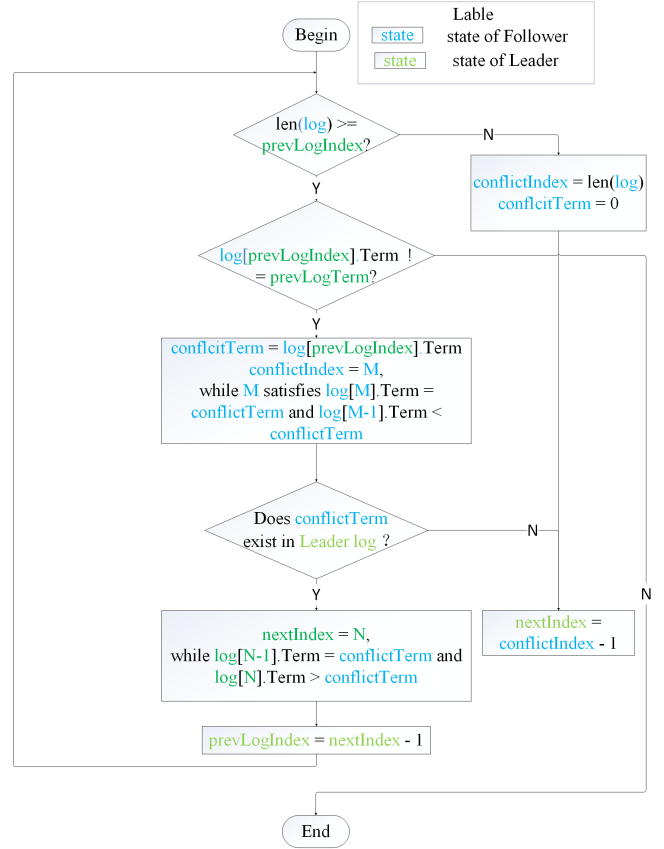 Begin
Lable
state state of Follower
state state of Leader
len(log) >=
prevLogIndex?
N
conflictIndex = len(log)
conflcitTerm = 0
Y
log[prevLogIndex].Term !
= prevLogTerm?
Y
conflcitTerm = log[prevLogIndex].Term
conflictIndex = M,
while M satisfies log[M].Term =
conflictTerm and log[M-1].Term <
conflictTerm
Does conflictTerm
exist in Leader log ?
N
N
Y
nextIndex =
conflictIndex - 1
nextIndex = N,
while log[N-1].Term = conflictTerm and
log[N].Term > conflictTerm
prevLogIndex = nextIndex - 1
End